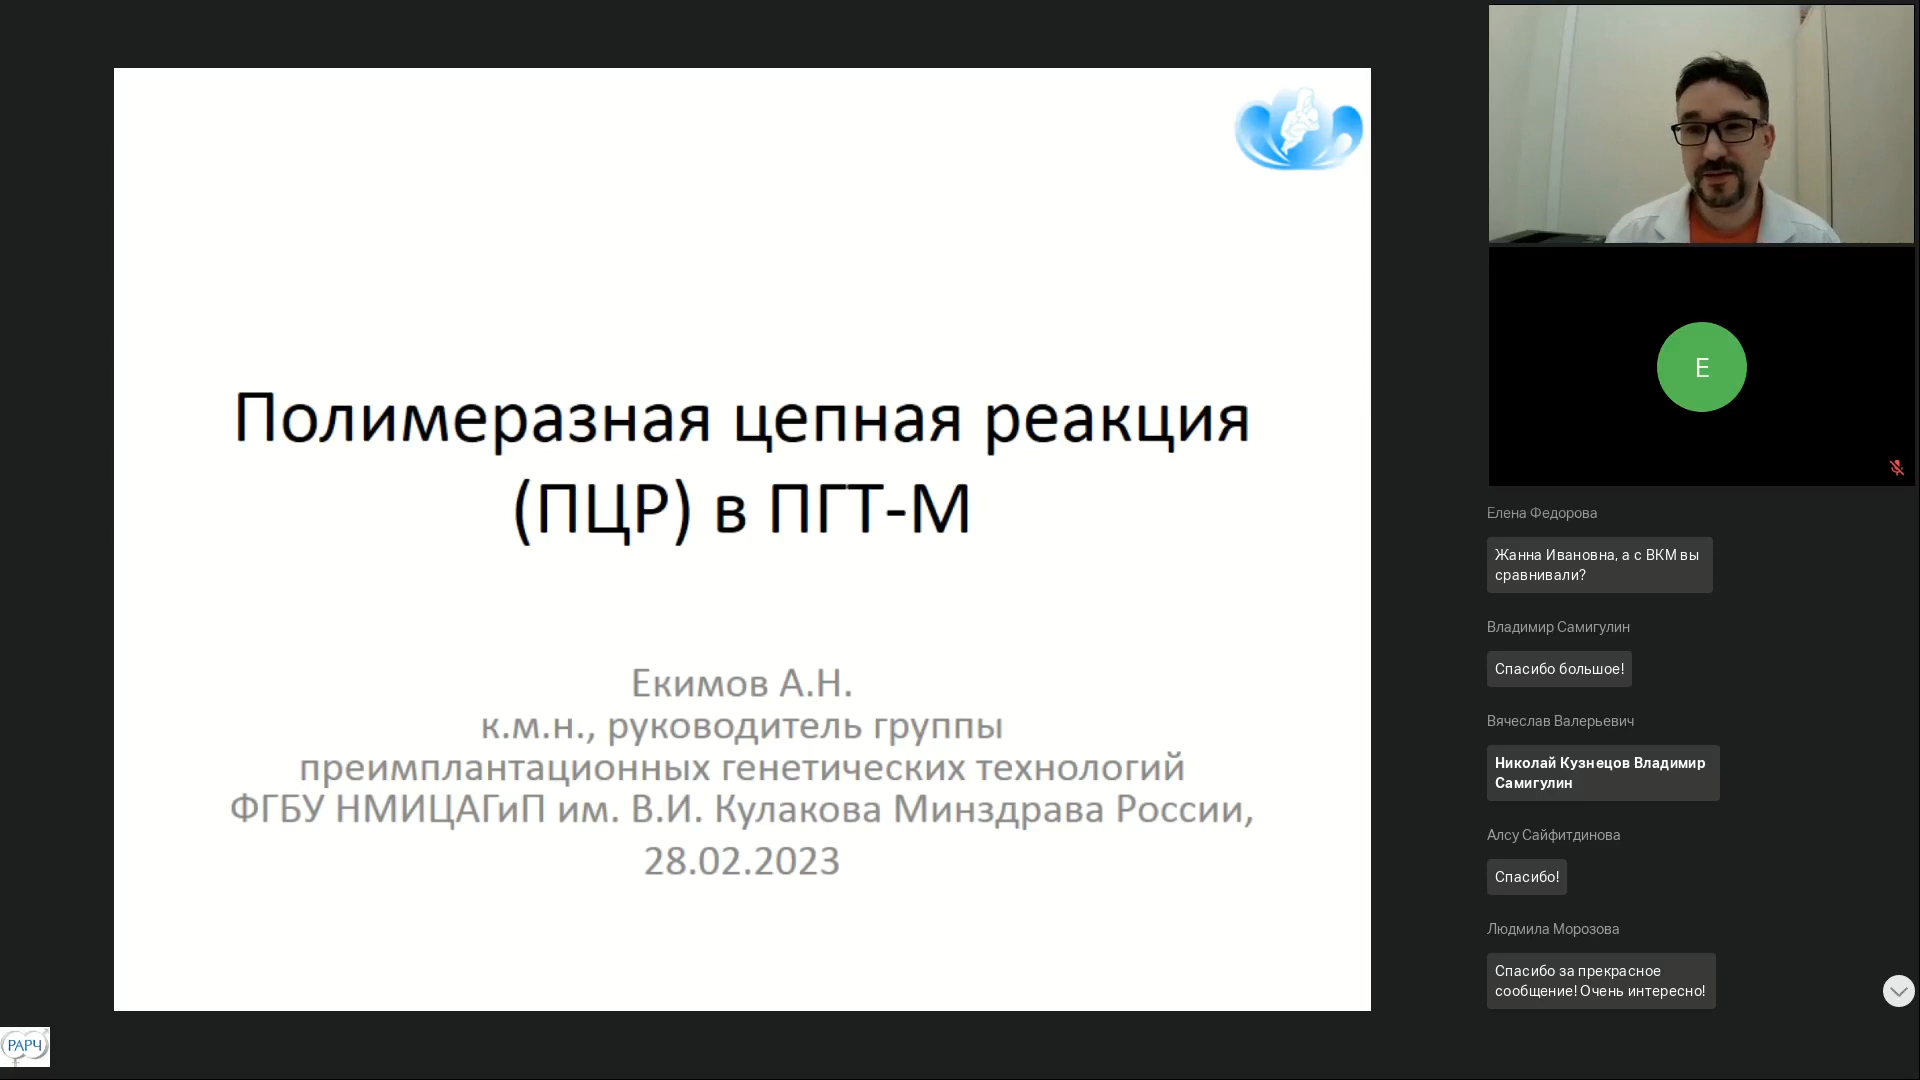 Полимеразная цепная реакция
(ПЦР) в ПГТ-М
Екимов А.Н.
к.м.н., руководитель группы
преимплантационных генетических технологий
ФГБУ НМИЦАГиП им. В.И. Кулакова Минздрава России,
28.02.2023
Е
Елена Федорова
Жанна Ивановна, а с ВКМ вы
сравнивали?
Владимир Самигулин
Спасибо большое!
Вячеслав Валерьевич
Николай Кузнецов Владимир
Самигулин
Алсу Сайфитдинова
Спасибо!
Людмила Морозова
Спасибо за прекрасное
сообщение! Очень интересно!
РАРЧ